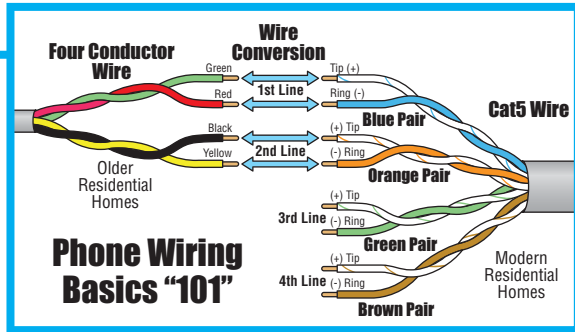 Four Conductor
Wire
Wire
Conversion
Green
Red
Black
Yellow
1st Line
2nd Line
Tip (+)
Ring (-)
Blue Pair
Cat5 Wire
(+) Tip
(-) Ring
Orange Pair
Older
Residential
Homes
3rd Line
(+) Tip
(-) Ring
Green Pair
4th Line
(+) Tip
(-) Ring
Brown Pair
Modern
Residential
Homes
Phone Wiring
Basics “101”